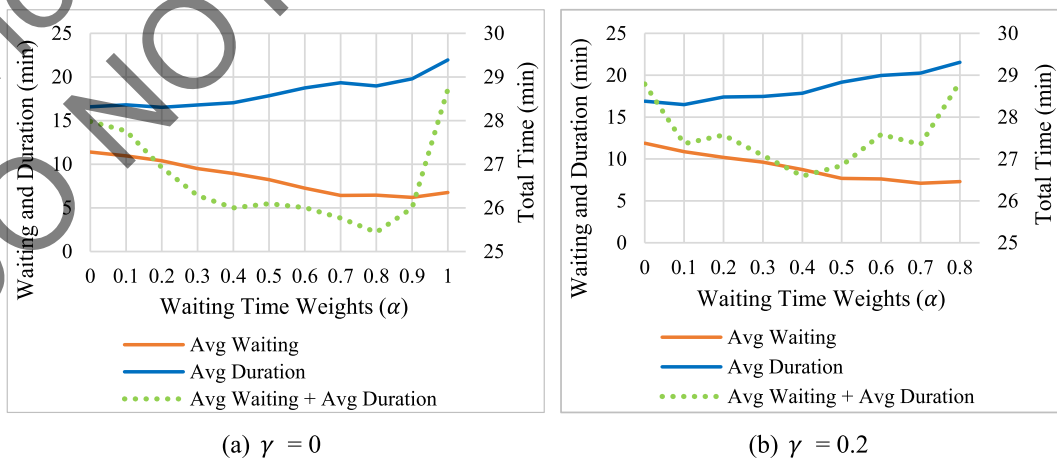 DO NOT
25 20 15 10 5 0
Waiting and Duration (min)
30 29 28 27 26 25
Total Time (min)
0 0.1 0.2 0.3 0.4 0.5 0.6 0.7 0.8 0.9 1
Waiting Time Weights (α)
Avg Waiting
Avg Duration
Avg Waiting + Avg Duration
(a) γ = 0
25 20 15 10 5 0
Waiting and Duration (min)
30 29 28 27 26 25
Total Time (min)
0 0.1 0.2 0.3 0.4 0.5 0.6 0.7 0.8
Waiting Time Weights (α)
Avg Waiting
Avg Duration
Avg Waiting + Avg Duration
(b) γ = 0.2